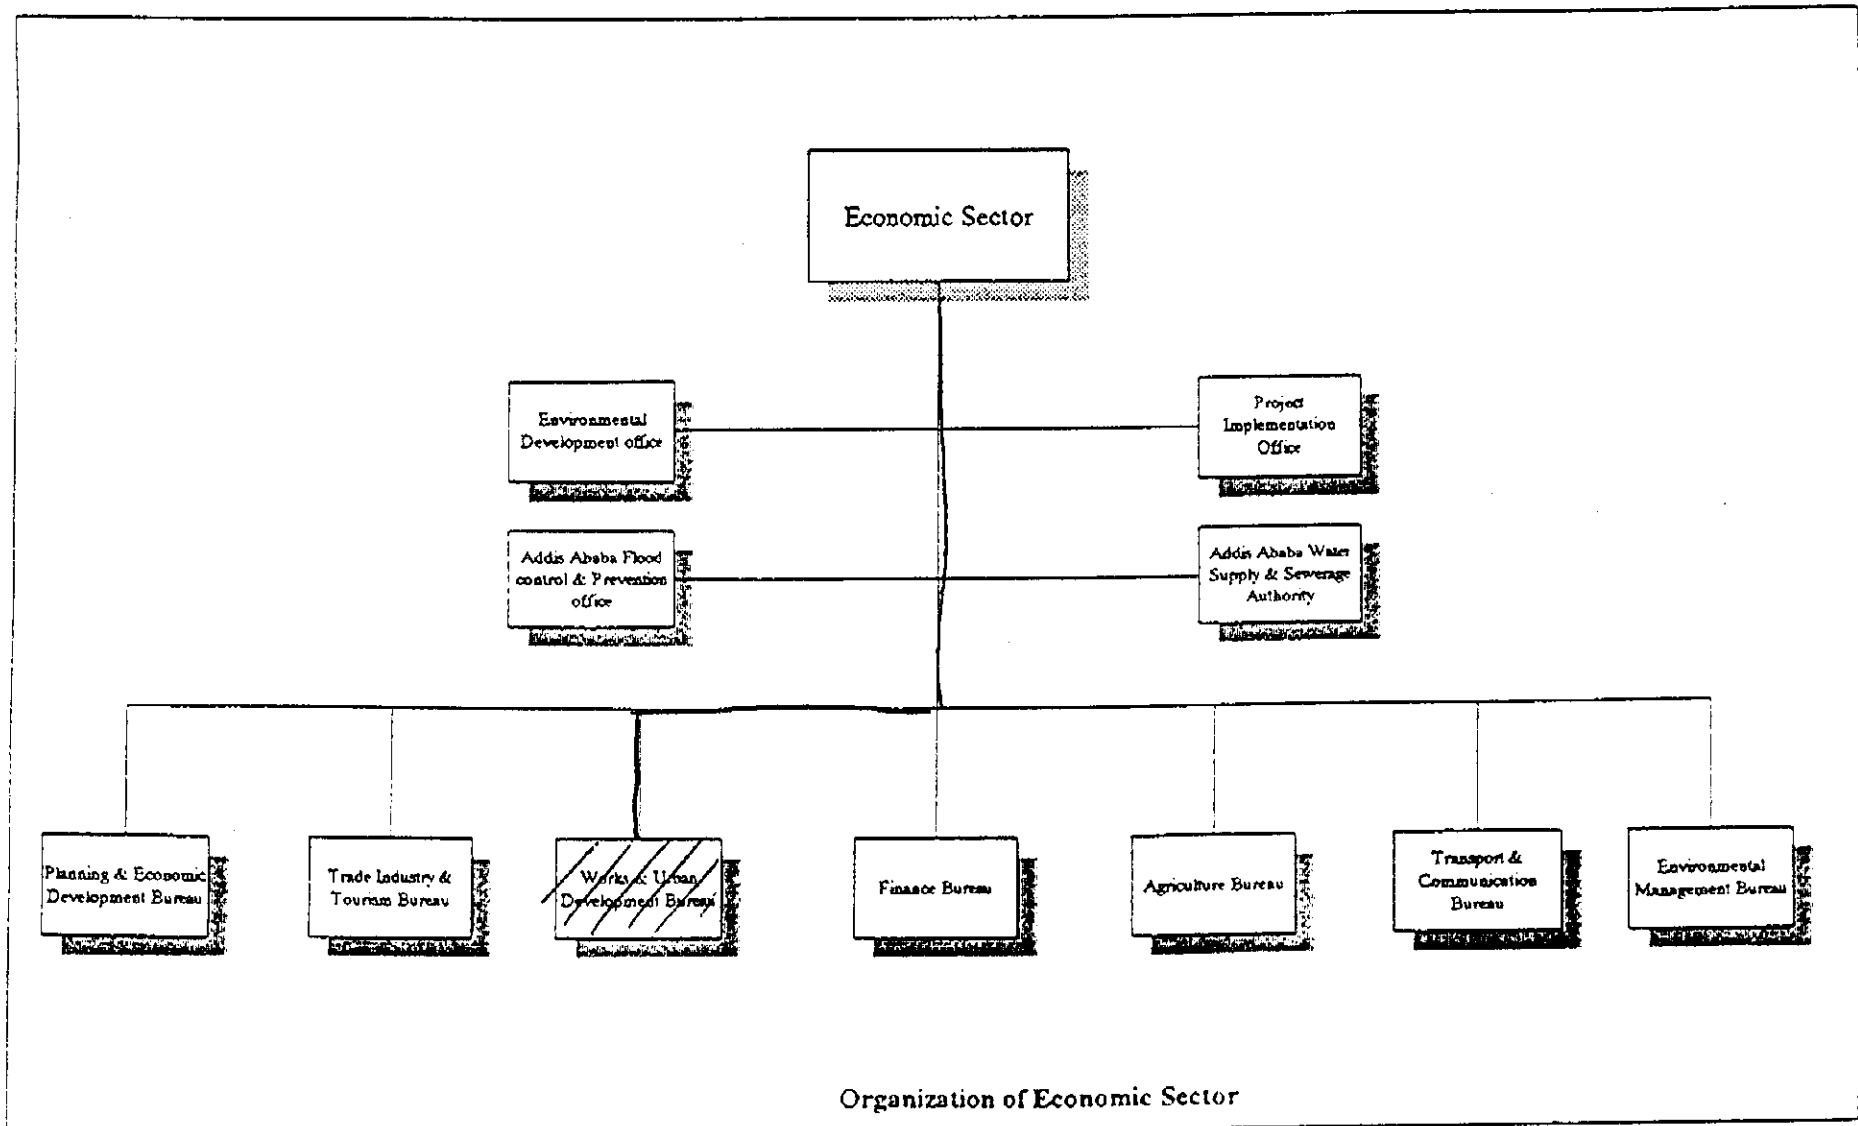 Economic Sector
Environmental
Development office
Project
Implementation
Office
Addis Ababa Flood
control & Prevention
office
Addis Ababa Water
Supply & Sewerage
Authority
Planning & Economic
Development Bureau
Trade Industry &
Tourism Bureau
Works & Urban
Development Bureau
Finance Bureau
Agriculture Bureau
Transport &
Communication
Bureau
Environmental
Management Bureau
Organization of Economic Sector